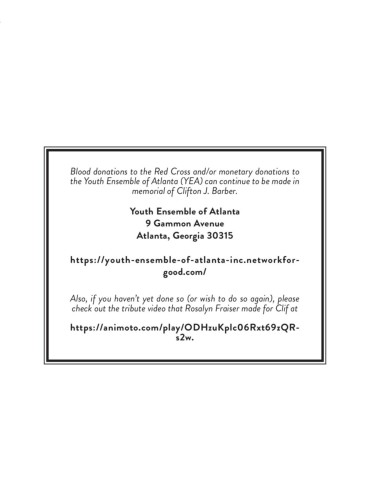 Blood donations to the Red Cross and/or monetary donations to
the Youth Ensemble of Atlanta (YEA) can continue to be made in
memorial of Clifton J. Barber.
Youth Ensemble of Atlanta
9 Gammon Avenue
Atlanta, Georgia 30315
https://youth-ensemble-of-atlanta-inc.networkfor-
good.com/
Also, if you haven't yet done so (or wish to do so again), please
check out the tribute video that Rosalyn Fraiser made for Clif at
https://animoto.com/play/ODHzuKplc06Rxt69zQR-
s2w.